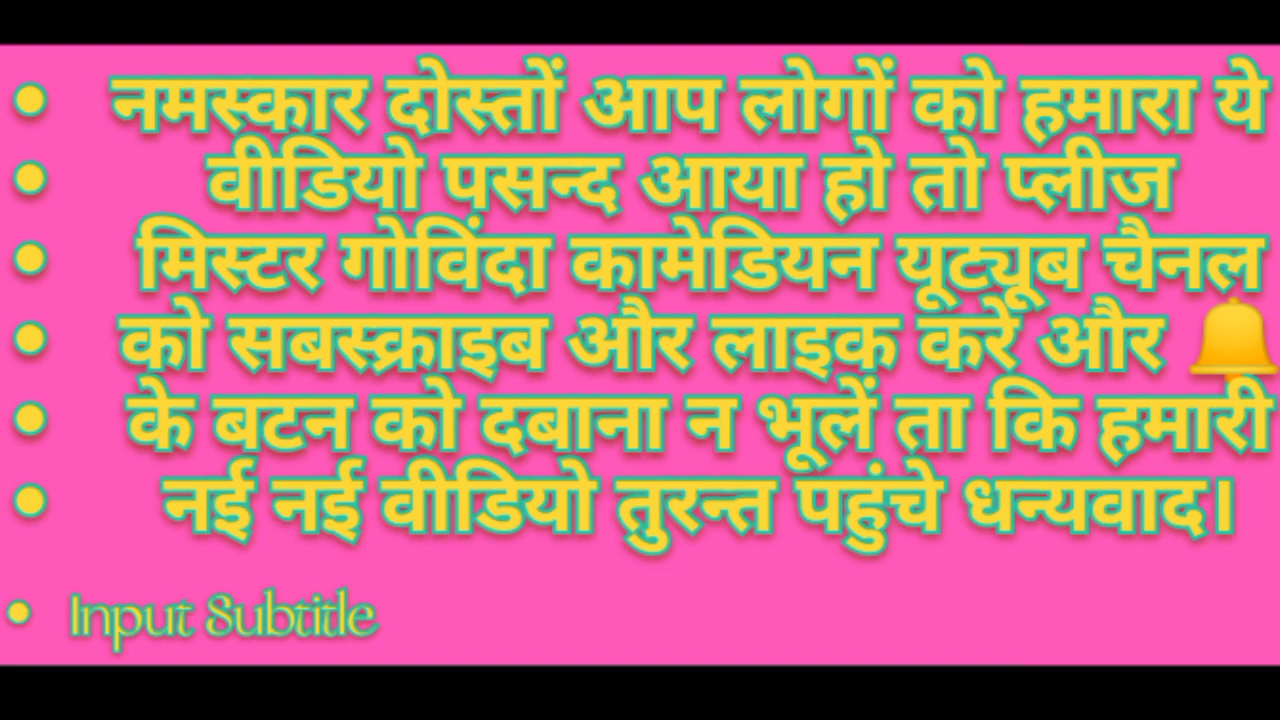 • नमस्कार दोस्तों आप लोगों को हमारा ये
• वीडियो पसन्द आया हो तो प्लीज
• मिस्टर गोविंदा कामेडियन यूट्यूब चैनल
• को सबस्क्राइब और लाइक करें और 🔔
• के बटन को दबाना न भूलें ता कि हमारी
• नई नई वीडियो तुरन्त पहुंचे धन्यवाद।
• Input Subtitle